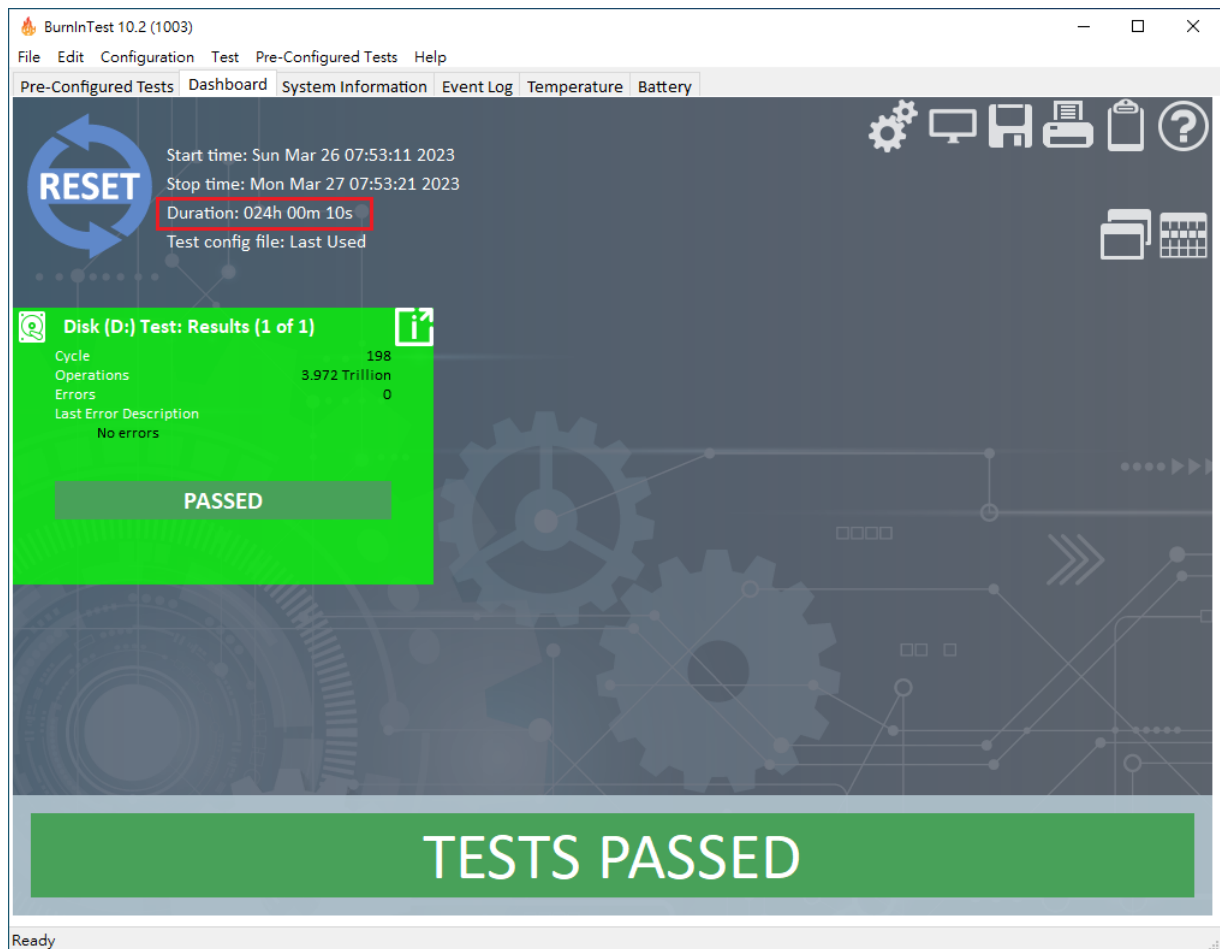 BurnInTest 10.2 (1003)
File Edit Configuration Test Pre-Configured Tests Help
Pre-Configured Tests Dashboard System Information Event Log Temperature Battery
RESET
Start time: Sun Mar 26 07:53:11 2023
Stop time: Mon Mar 27 07:53:21 2023
Duration: 024h 00m 10s
Test config file: Last Used
Disk (D:) Test: Results (1 of 1)
Cycle 198
Operations 3.972 Trillion
Errors 0
Last Error Description
No errors
PASSED
TESTS PASSED
Ready